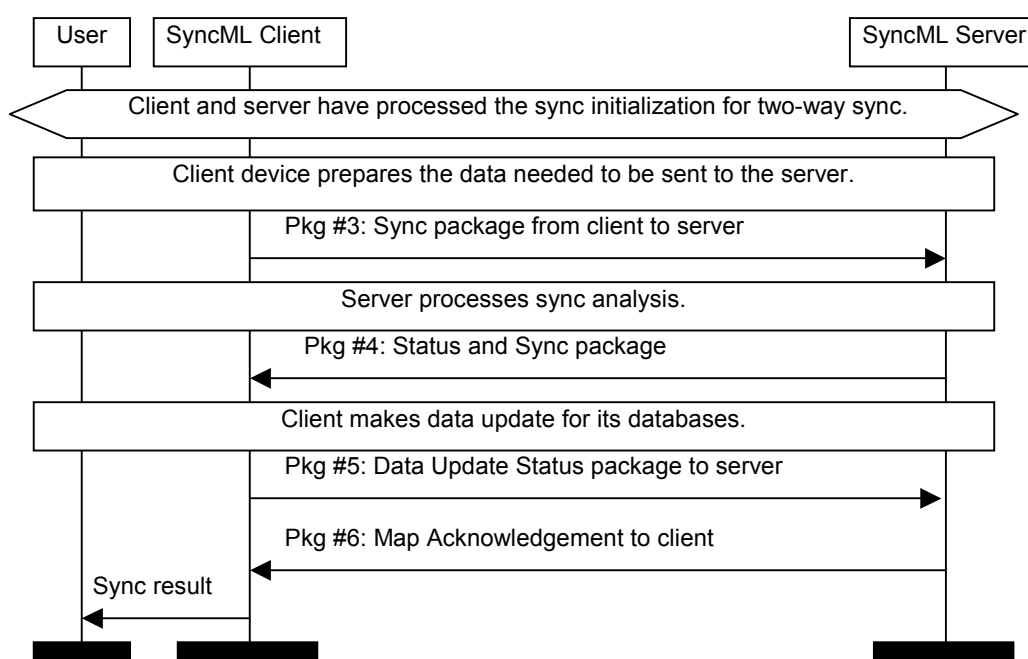 User
SyncML Client
SyncML Server
Client and server have processed the sync initialization for two-way sync.
Client device prepares the data needed to be sent to the server.
Pkg #3: Sync package from client to server
Server processes sync analysis.
Pkg #4: Status and Sync package
Client makes data update for its databases.
Pkg #5: Data Update Status package to server
Pkg #6: Map Acknowledgement to client
Sync result